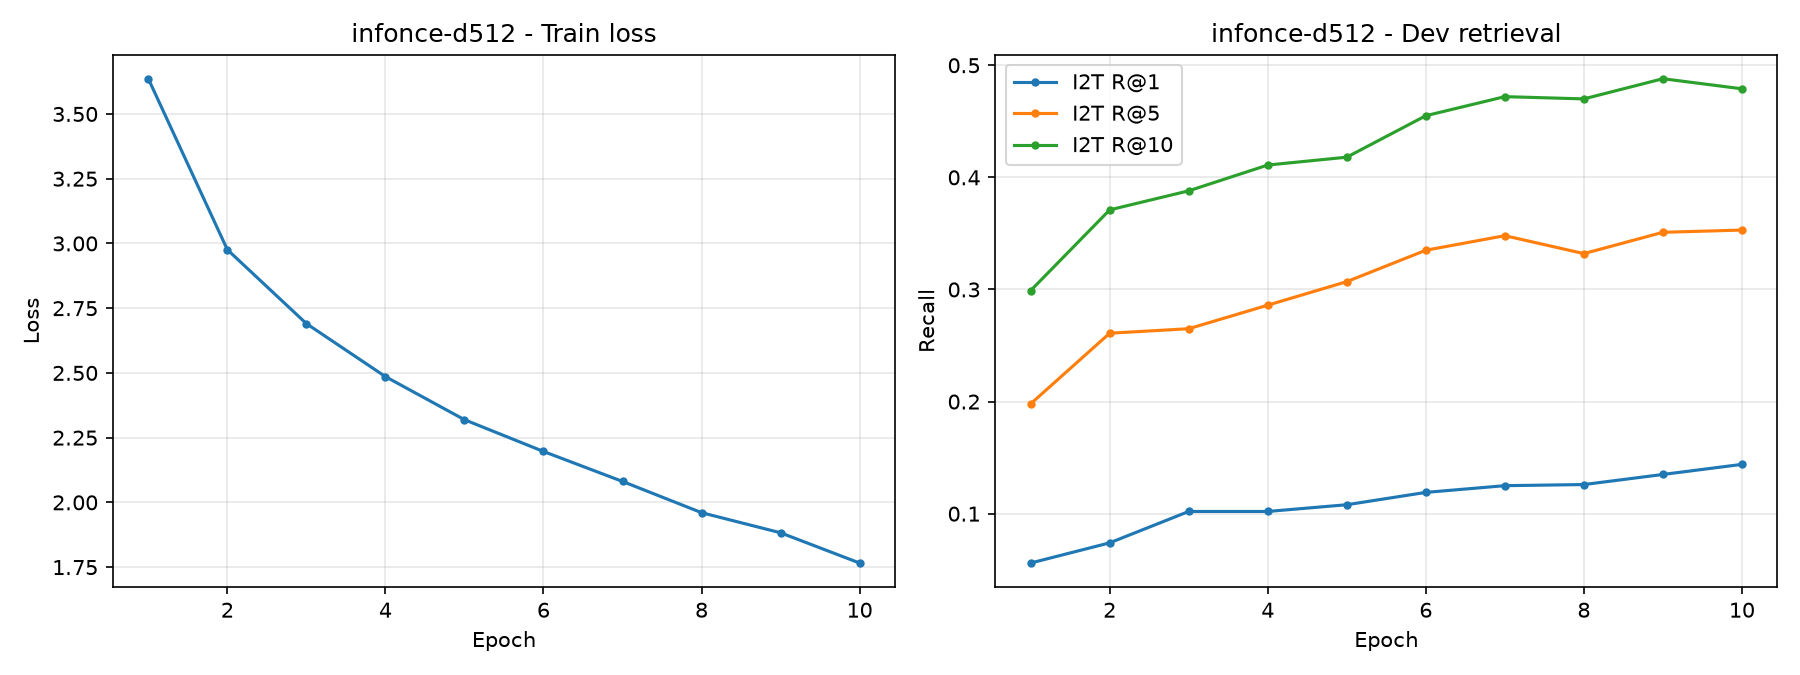 infonce-d512 - Train loss
3.50
3.25
3.00
2.75
2.50
2.25
2.00
1.75
Loss
2 4 6 8 10
Epoch
infonce-d512 - Dev retrieval
I2T R@1
I2T R@5
I2T R@10
0.5
0.4
0.3
0.2
0.1
Recall
2 4 6 8 10
Epoch